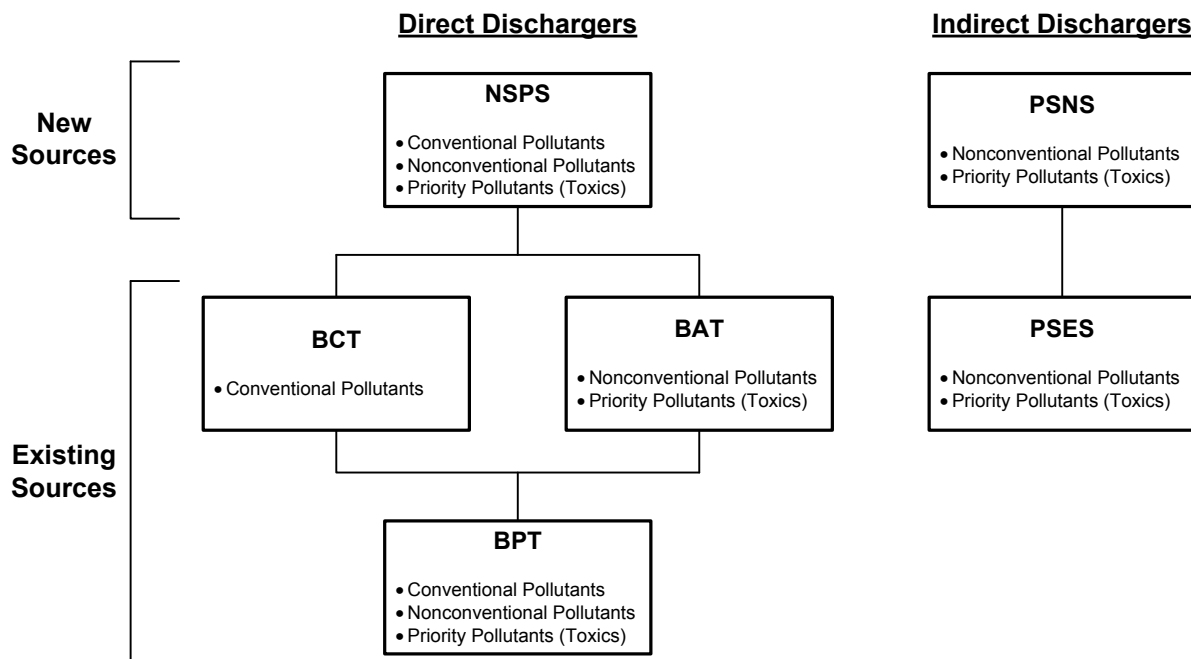 Direct Dischargers
Indirect Dischargers
New
Sources
NSPS
• Conventional Pollutants
• Nonconventional Pollutants
• Priority Pollutants (Toxics)
PSNS
• Nonconventional Pollutants
• Priority Pollutants (Toxics)
Existing
Sources
BCT
• Conventional Pollutants
BAT
• Nonconventional Pollutants
• Priority Pollutants (Toxics)
PSES
• Nonconventional Pollutants
• Priority Pollutants (Toxics)
BPT
• Conventional Pollutants
• Nonconventional Pollutants
• Priority Pollutants (Toxics)